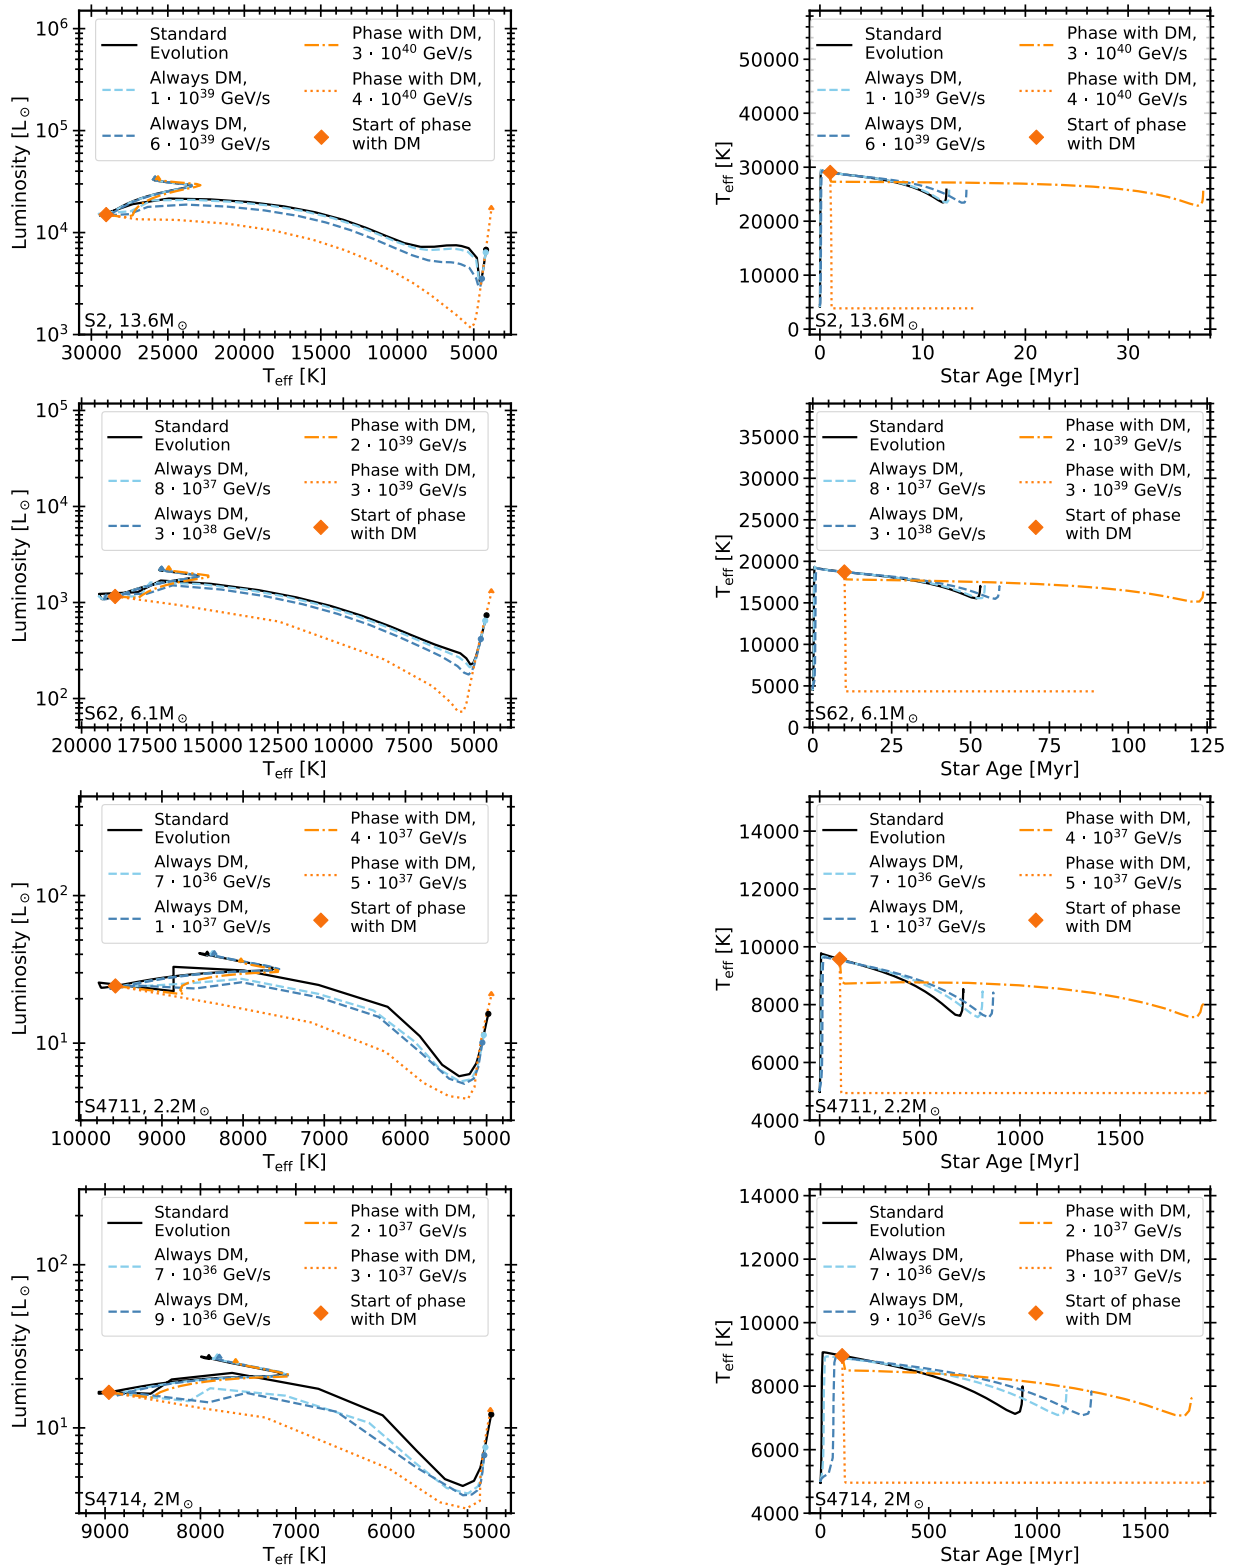 Luminosity [L⊙]
10⁶
10⁵
10⁴
10³
Standard
Evolution
Always DM,
1 · 10³⁹ GeV/s
Always DM,
6 · 10³⁹ GeV/s
Phase with DM,
3 · 10⁴⁰ GeV/s
Phase with DM,
4 · 10⁴⁰ GeV/s
Start of phase
with DM
S2, 13.6M⊙
30000 25000 20000 15000 10000 5000
T_eff [K]
T_eff [K]
50000
40000
30000
20000
10000
0
Standard
Evolution
Always DM,
1 · 10³⁹ GeV/s
Always DM,
6 · 10³⁹ GeV/s
Phase with DM,
3 · 10⁴⁰ GeV/s
Phase with DM,
4 · 10⁴⁰ GeV/s
Start of phase
with DM
S2, 13.6M⊙
0 10 20 30
Star Age [Myr]
Luminosity [L⊙]
10⁵
10⁴
10³
10²
Standard
Evolution
Always DM,
8 · 10³⁷ GeV/s
Always DM,
3 · 10³⁸ GeV/s
Phase with DM,
2 · 10³⁹ GeV/s
Phase with DM,
3 · 10³⁹ GeV/s
Start of phase
with DM
S62, 6.1M⊙
20000 17500 15000 12500 10000 7500 5000
T_eff [K]
T_eff [K]
35000
30000
25000
20000
15000
10000
5000
0
Standard
Evolution
Always DM,
8 · 10³⁷ GeV/s
Always DM,
3 · 10³⁸ GeV/s
Phase with DM,
2 · 10³⁹ GeV/s
Phase with DM,
3 · 10³⁹ GeV/s
Start of phase
with DM
S62, 6.1M⊙
0 25 50 75 100 125
Star Age [Myr]
Luminosity [L⊙]
10²
10¹
Standard
Evolution
Always DM,
7 · 10³⁶ GeV/s
Always DM,
1 · 10³⁷ GeV/s
Phase with DM,
4 · 10³⁷ GeV/s
Phase with DM,
5 · 10³⁷ GeV/s
Start of phase
with DM
S4711, 2.2M⊙
10000 9000 8000 7000 6000 5000
T_eff [K]
T_eff [K]
14000
12000
10000
8000
6000
4000
Standard
Evolution
Always DM,
7 · 10³⁶ GeV/s
Always DM,
1 · 10³⁷ GeV/s
Phase with DM,
4 · 10³⁷ GeV/s
Phase with DM,
5 · 10³⁷ GeV/s
Start of phase
with DM
S4711, 2.2M⊙
0 500 1000 1500
Star Age [Myr]
Luminosity [L⊙]
10²
10¹
Standard
Evolution
Always DM,
7 · 10³⁶ GeV/s
Always DM,
9 · 10³⁶ GeV/s
Phase with DM,
2 · 10³⁷ GeV/s
Phase with DM,
3 · 10³⁷ GeV/s
Start of phase
with DM
S4714, 2M⊙
9000 8000 7000 6000 5000
T_eff [K]
T_eff [K]
14000
12000
10000
8000
6000
4000
Standard
Evolution
Always DM,
7 · 10³⁶ GeV/s
Always DM,
9 · 10³⁶ GeV/s
Phase with DM,
2 · 10³⁷ GeV/s
Phase with DM,
3 · 10³⁷ GeV/s
Start of phase
with DM
S4714, 2M⊙
0 500 1000 1500
Star Age [Myr]